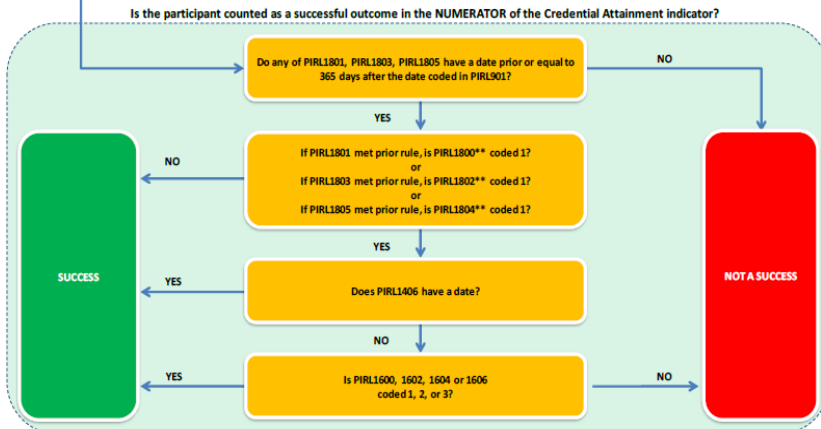 Is the participant counted as a successful outcome in the NUMERATOR of the Credential Attainment indicator?
Do any of PIRL1801, PIRL1803, PIRL1805 have a date prior or equal to
365 days after the date coded in PIRL901?
NO
YES
If PIRL1801 met prior rule, is PIRL1800** coded 1?
or
If PIRL1803 met prior rule, is PIRL1802** coded 1?
or
If PIRL1805 met prior rule, is PIRL1804** coded 1?
NO
YES
SUCCESS
NOT A SUCCESS
YES
Does PIRL1406 have a date?
NO
YES
Is PIRL1600, 1602, 1604 or 1606
coded 1, 2, or 3?
NO